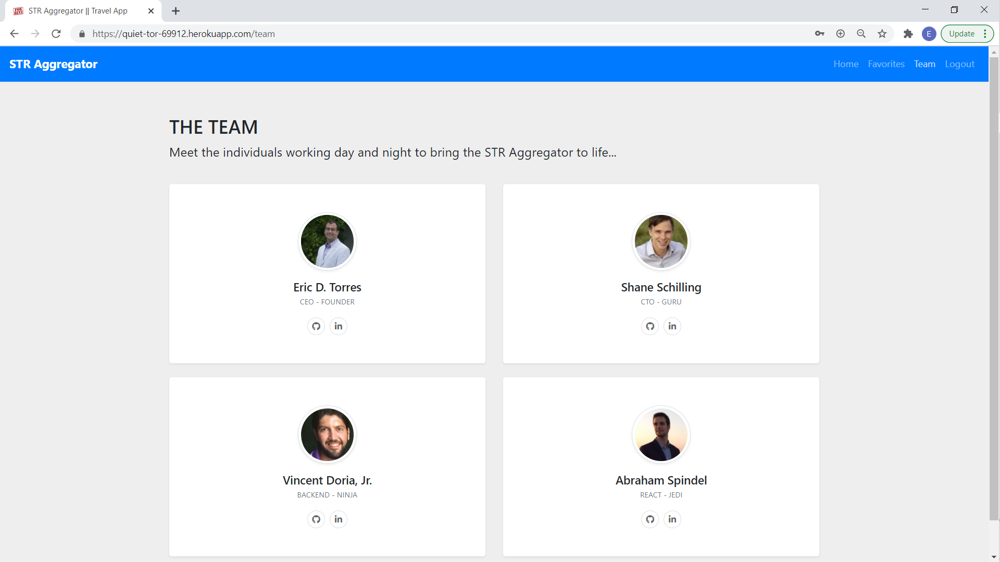 FOR RENT
STR Aggregator || Travel App
https://quiet-tor-69912.herokuapp.com/team
E
Update
STR Aggregator
Home
Favorites
Team
Logout
THE TEAM
Meet the individuals working day and night to bring the STR Aggregator to life...
Eric D. Torres
CEO - FOUNDER
in
Shane Schilling
CTO - GURU
in
Vincent Doria, Jr.
BACKEND - NINJA
in
Abraham Spindel
REACT - JEDI
in